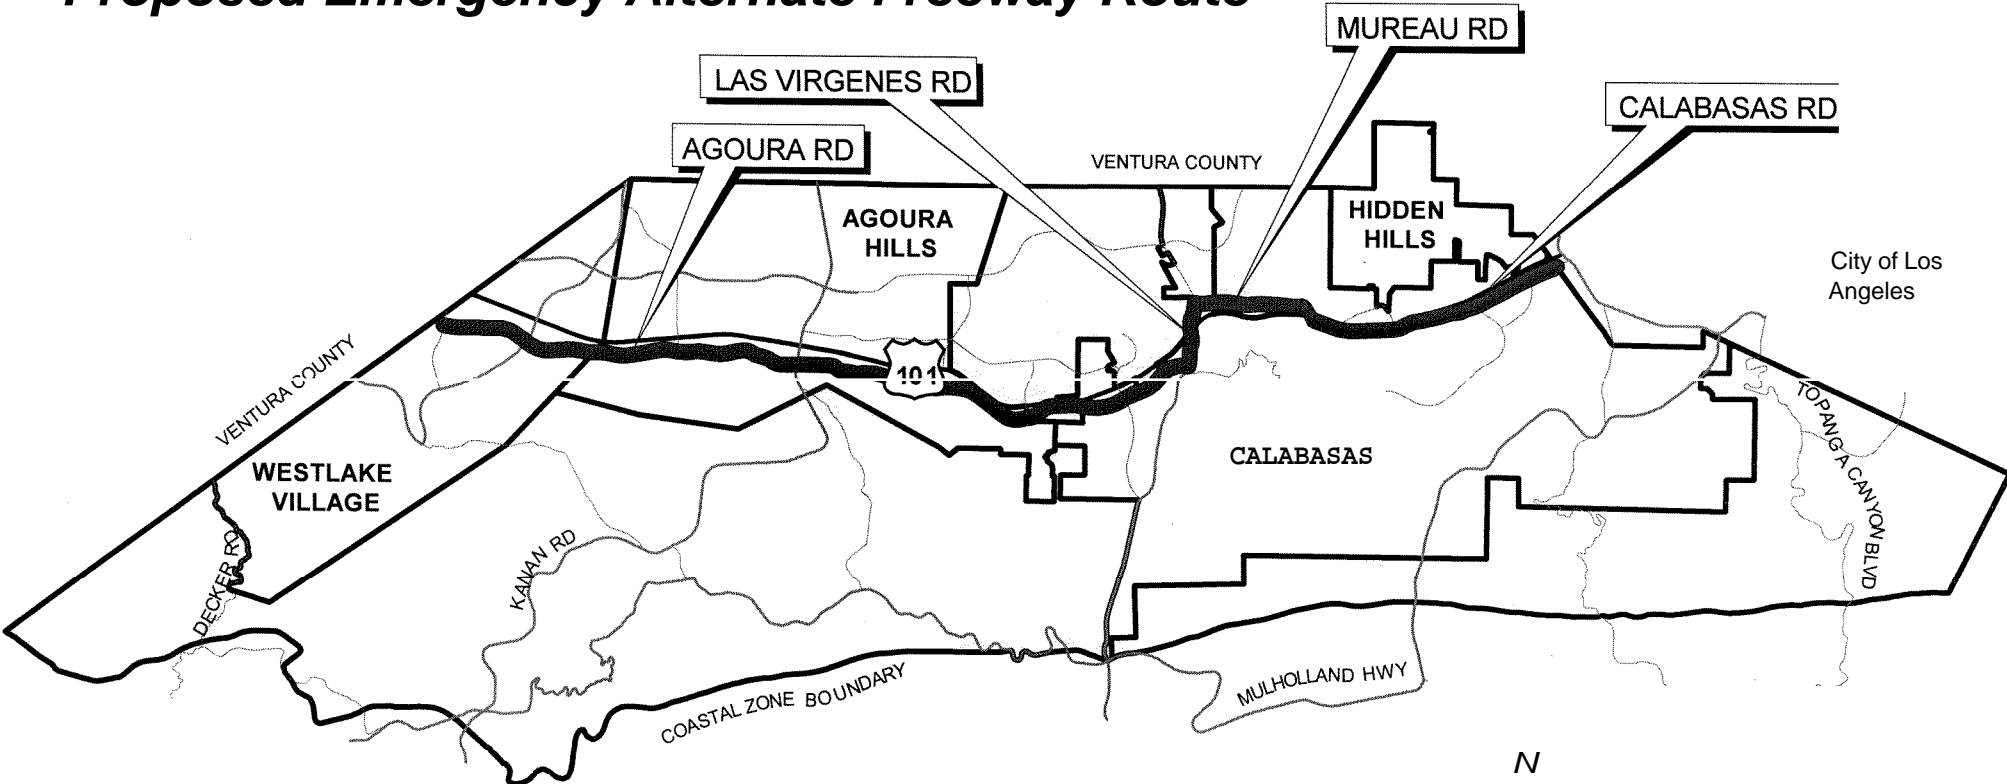 Proposed Emergency Alternate Freeway Route
MUREAU RD
LAS VIRGENES RD
CALABASAS RD
AGOURA RD
VENTURA COUNTY
AGOURA
HILLS
HIDDEN
HILLS
City of Los
Angeles
101
VENTURA COUNTY
TOPANGA CANYON BLVD
WESTLAKE
VILLAGE
CALABASAS
DECKER RD
KANAN RD
COASTAL ZONE BOUNDARY
MULHOLLAND HWY
N